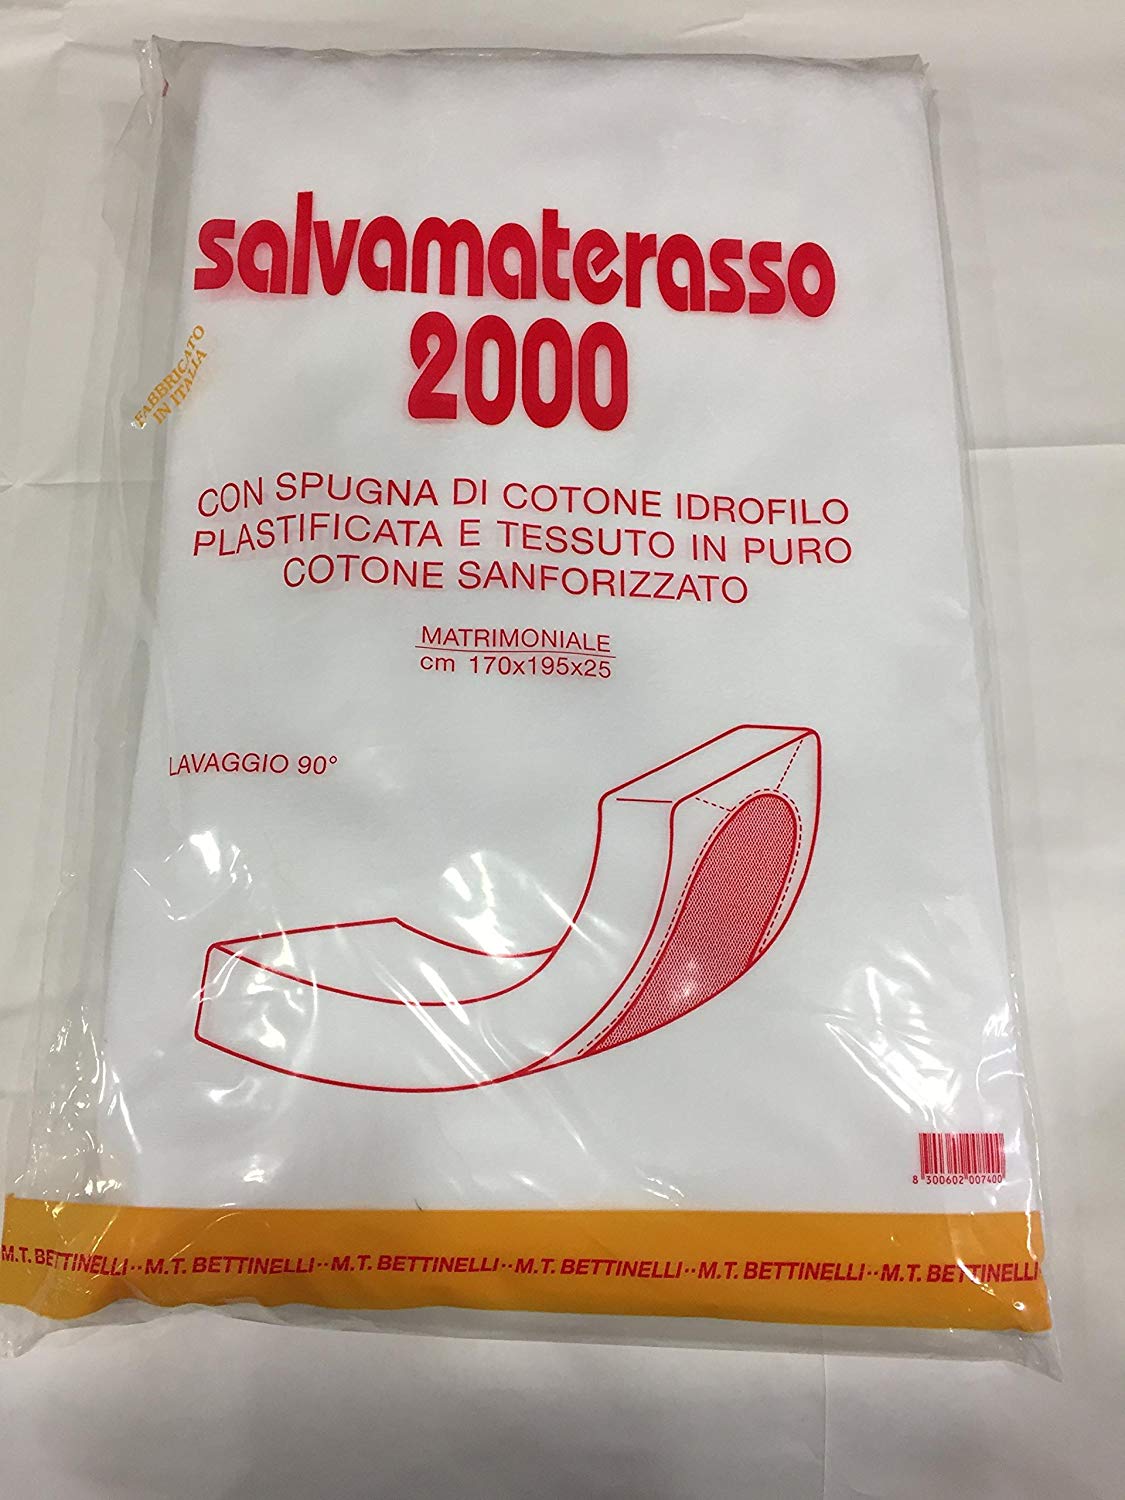 salvamaterasso
2000
FABBRICATO
IN ITALIA
CON SPUGNA DI COTONE IDROFILO
PLASTIFICATA E TESSUTO IN PURO
COTONE SANFORIZZATO
MATRIMONIALE
cm 170x195x25
LAVAGGIO 90°
8 300602 007400
M.T. BETTINELLI··M.T. BETTINELLI··M.T. BETTINELLI··M.T. BETTINELLI··M.T. BETTINELLI··M.T. BETTINELLI